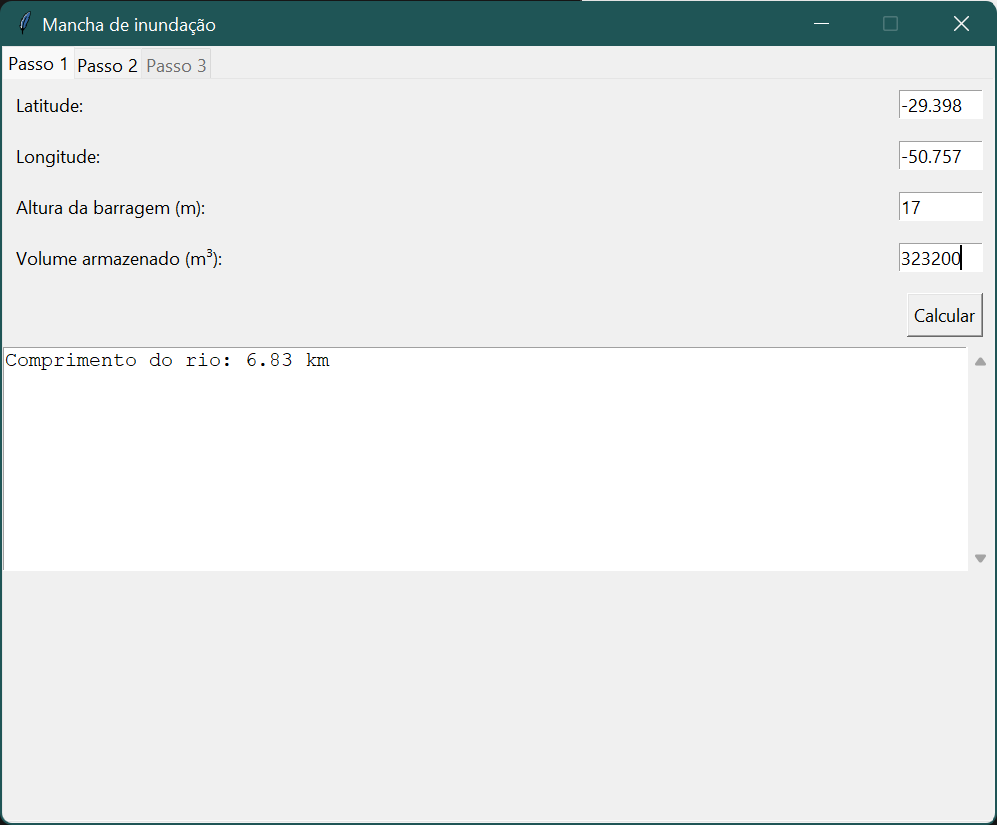 Mancha de inundação
Passo 1 Passo 2 Passo 3
Latitude: -29.398
Longitude: -50.757
Altura da barragem (m): 17
Volume armazenado (m³): 323200
Calcular
Comprimento do rio: 6.83 km